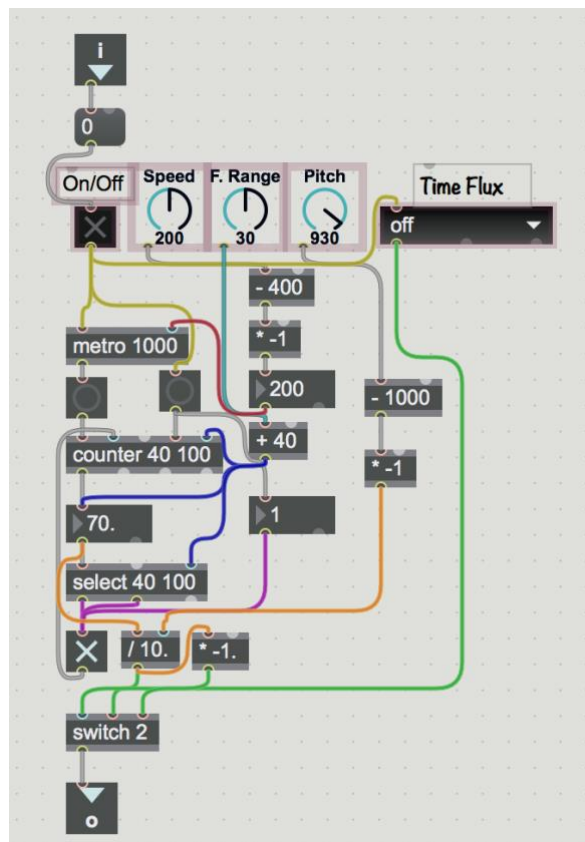 i
0
On/Off
Speed
200
F. Range
30
Pitch
930
Time Flux
off
- 400
* -1
metro 1000
200
- 1000
+ 40
counter 40 100
* -1
70.
1
select 40 100
/ 10.
* -1.
switch 2
o